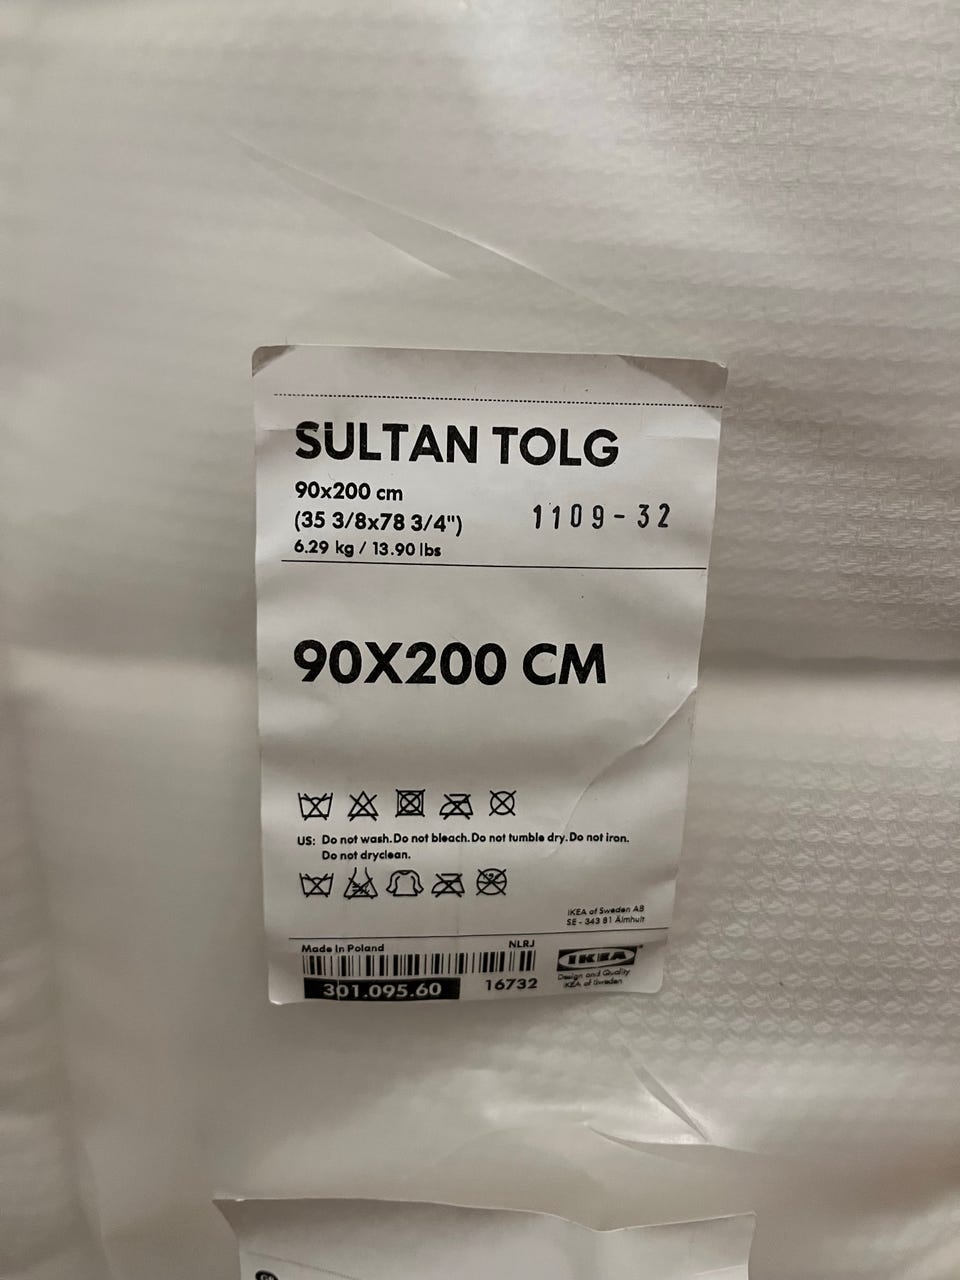 SULTAN TOLG
90x200 cm
(35 3/8x78 3/4")
1109-32
6.29 kg / 13.90 lbs
90X200 CM
US: Do not wash. Do not bleach. Do not tumble dry. Do not iron.
Do not dryclean.
IKEA of Sweden AB
SE - 343 81 Älmhult
Made In Poland
NLRJ
IKEA
301.095.60
16732
Design and Quality
IKEA of Sweden